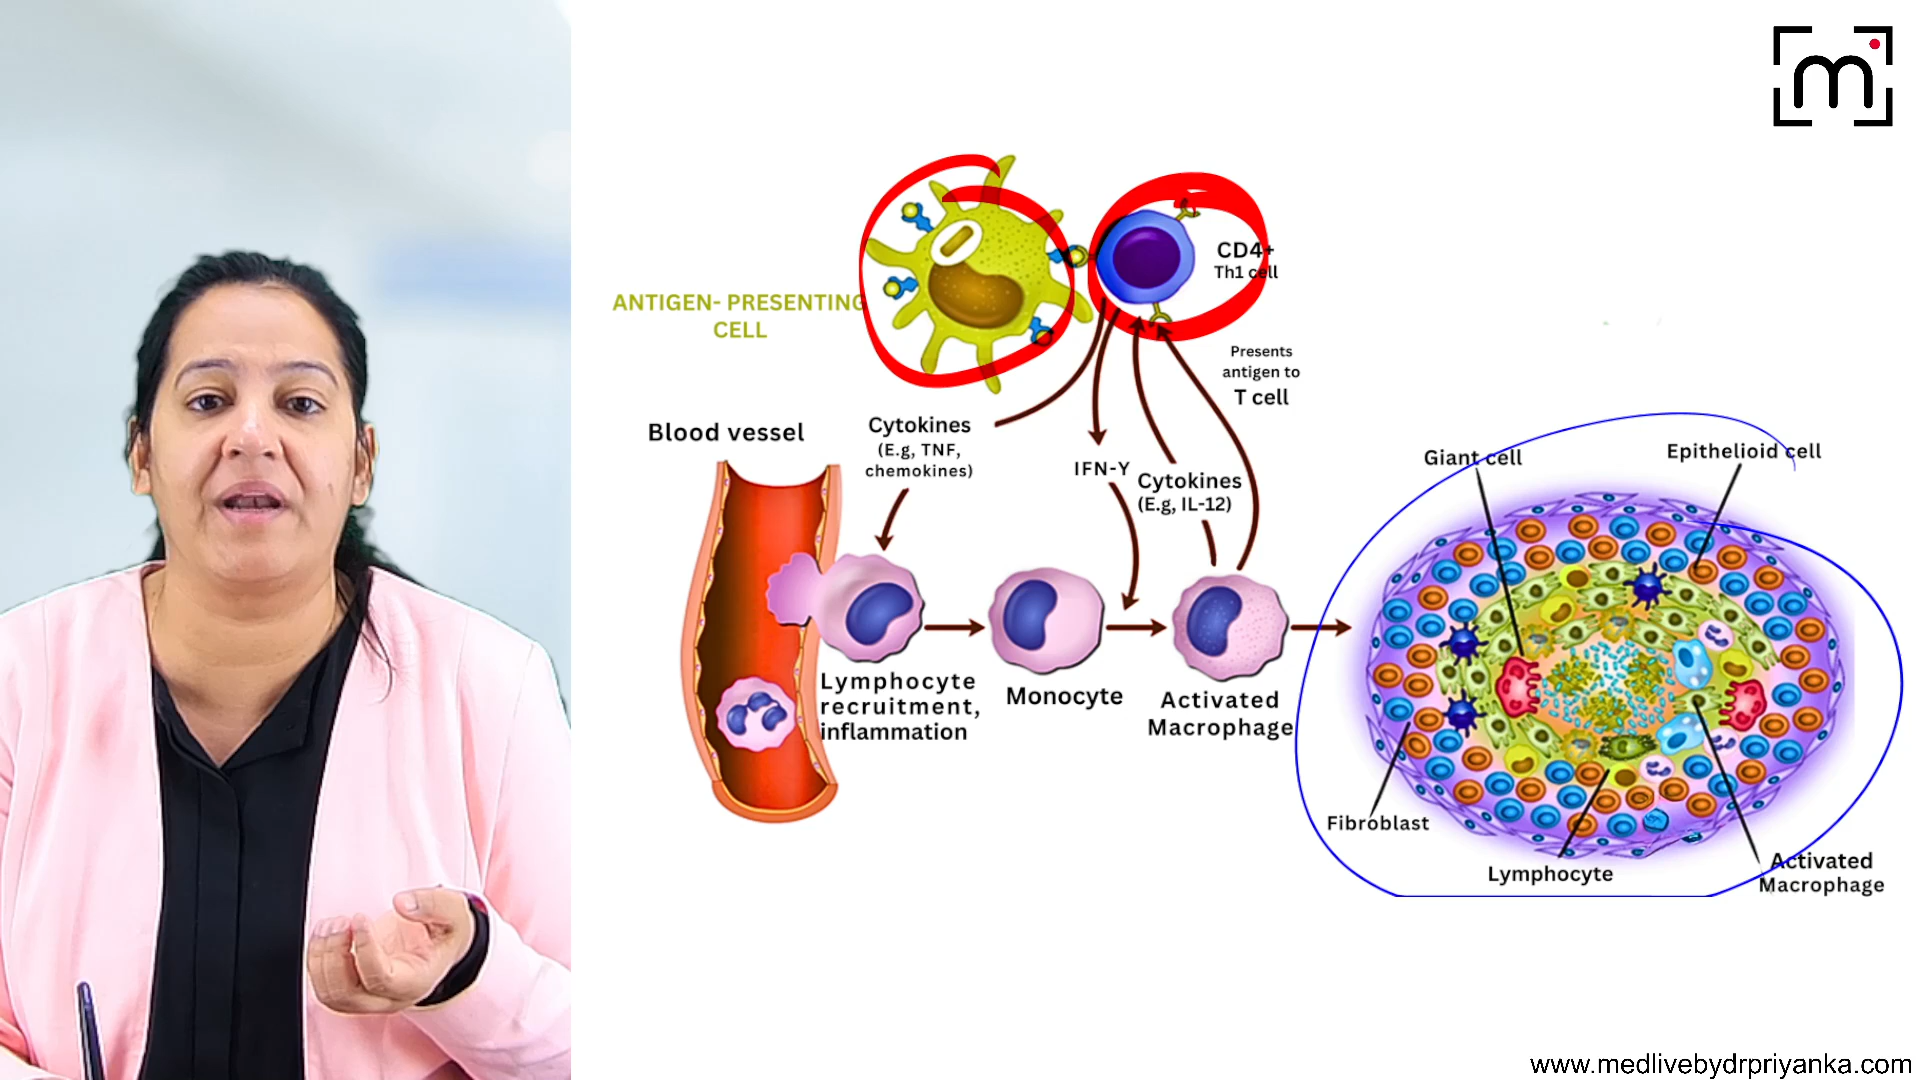 m
CD4+
Th1 cell
ANTIGEN- PRESENTING
CELL
Presents
antigen to
T cell
Blood vessel
Cytokines
(E.g, TNF,
chemokines)
IFN-Y
Cytokines
(E.g, IL-12)
Giant cell
Epithelioid cell
Lymphocyte
recruitment,
inflammation
Monocyte
Activated
Macrophage
Fibroblast
Lymphocyte
Activated
Macrophage
www.medlivebydrpriyanka.com